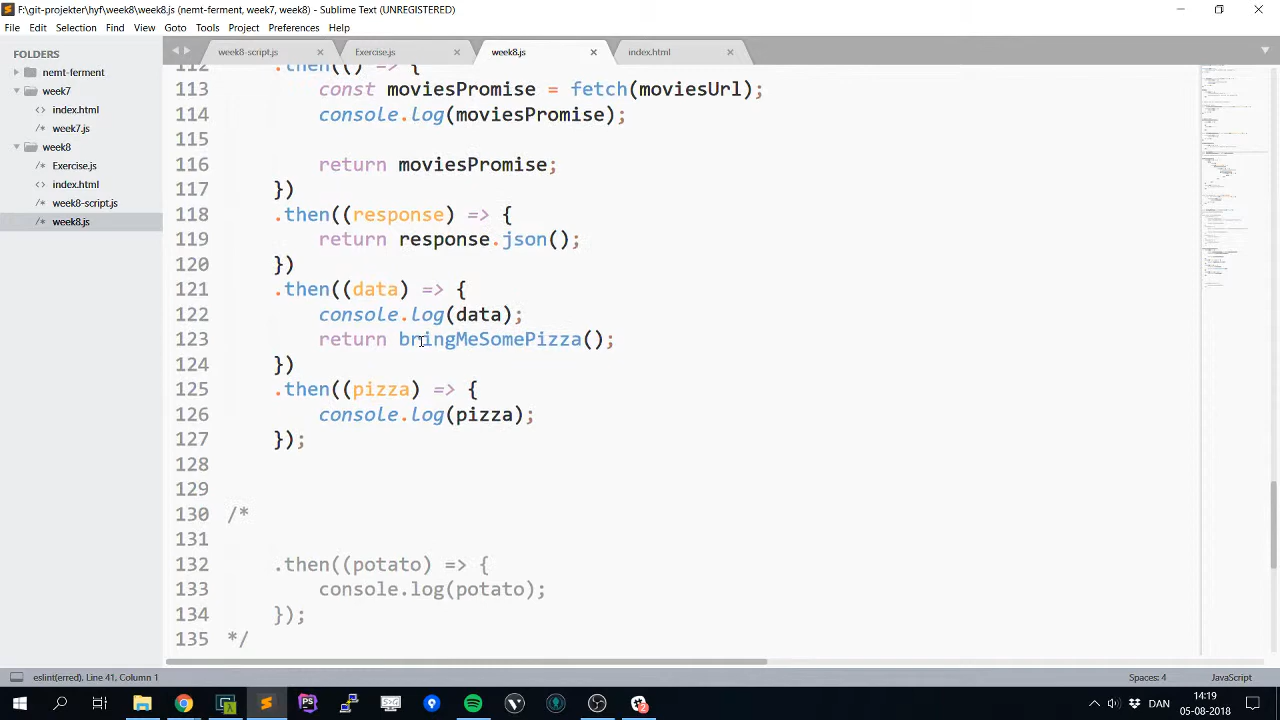 F:\git-projekter\hyf\week8\week8.js (nemt-ferment, week7, week8) - Sublime Text (UNREGISTERED)
File Edit Selection Find View Goto Tools Project Preferences Help
FOLDERS
nemt-ferment
week7
index.html
week7.js
week8
Exercise.js
index.html
week8-script.js
week8.js
week8-script.js
Exercise.js
week8.js
index.html
112 .then(() => {
113 const moviesPromise = fetch(moviesUrl);
114 console.log(moviesPromise);
115
116 return moviesPromise;
117 })
118 .then((response) =>
119 return response.json();
120 })
121 .then((data) => {
122 console.log(data);
123 return bringMeSomePizza();
124 })
125 .then((pizza) => {
126 console.log(pizza);
127 });
128
129
130 /*
131
132 .then((potato) => {
133 console.log(potato);
134 });
135 */
eslint(edited), Line 41, Column 1
Spaces: 4
JavaScript
DAN
14:19
05-08-2018